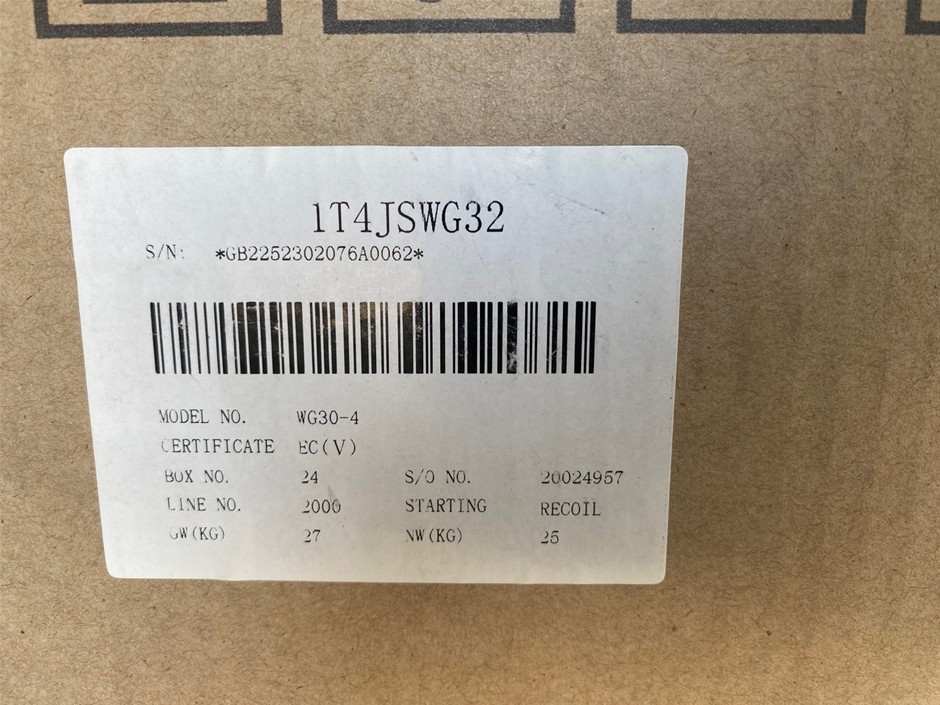 1T4JSWG32
S/N: *GB2252302076A0062*
MODEL NO. WG30-4
CERTIFICATE EC(V)
BOX NO. 24 S/O NO. 20024957
LINE NO. 2000 STARTING RECOIL
GW(KG) 27 NW(KG) 25